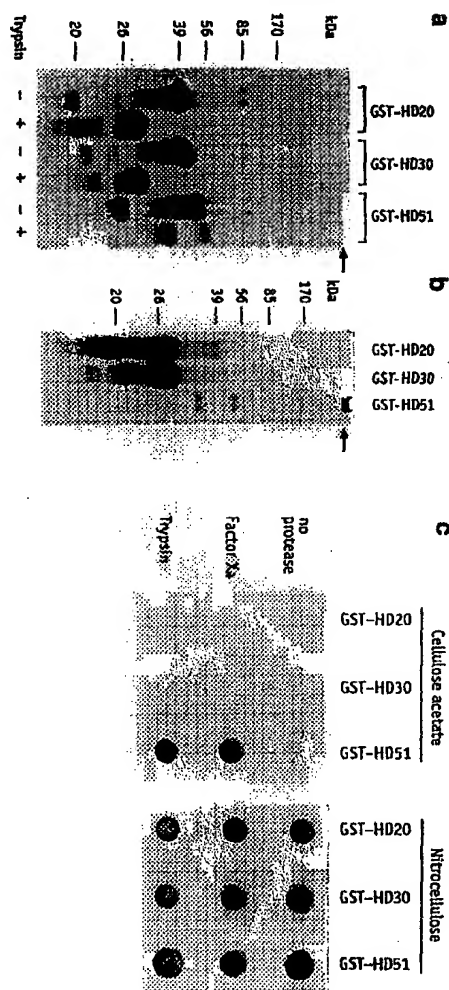 a
kDa
170
85
56
39
26
20
Trypsin
GST-HD20
GST-HD30
GST-HD51
- + - + - +
b
kDa
170
85
56
39
26
20
GST-HD20
GST-HD30
GST-HD51
c
Cellulose acetate
Nitrocellulose
GST-HD20
GST-HD30
GST-HD51
GST-HD20
GST-HD30
GST-HD51
no
protease
Factor Xa
Trypsin